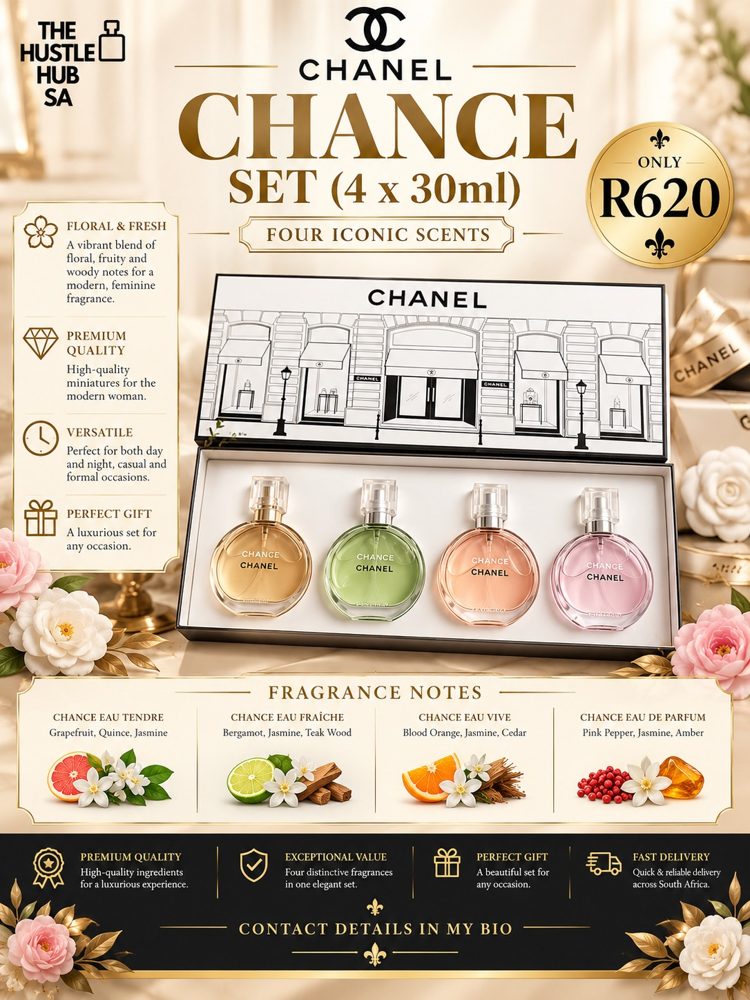 THE
HUSTLE
HUB
SA
CHANEL
CHANCE
SET (4 x 30ml)
FOUR ICONIC SCENTS
ONLY
R620
FLORAL & FRESH
A vibrant blend of
floral, fruity and
woody notes for a
modern, feminine
fragrance.
PREMIUM
QUALITY
High-quality
miniatures for the
modern woman.
VERSATILE
Perfect for both day
and night, casual and
formal occasions.
PERFECT GIFT
A luxurious set for
any occasion.
CHANEL
CHANEL
CHANEL
CHANEL
CHANCE
CHANEL
CHANCE
CHANEL
CHANCE
CHANEL
CHANCE
CHANEL
FRAGRANCE NOTES
CHANCE EAU TENDRE
Grapefruit, Quince, Jasmine
CHANCE EAU FRAÎCHE
Bergamot, Jasmine, Teak Wood
CHANCE EAU VIVE
Blood Orange, Jasmine, Cedar
CHANCE EAU DE PARFUM
Pink Pepper, Jasmine, Amber
PREMIUM QUALITY
High-quality ingredients
for a luxurious experience.
EXCEPTIONAL VALUE
Four distinctive fragrances
in one elegant set.
PERFECT GIFT
A beautiful set for
any occasion.
FAST DELIVERY
Quick & reliable delivery
across South Africa.
CONTACT DETAILS IN MY BIO